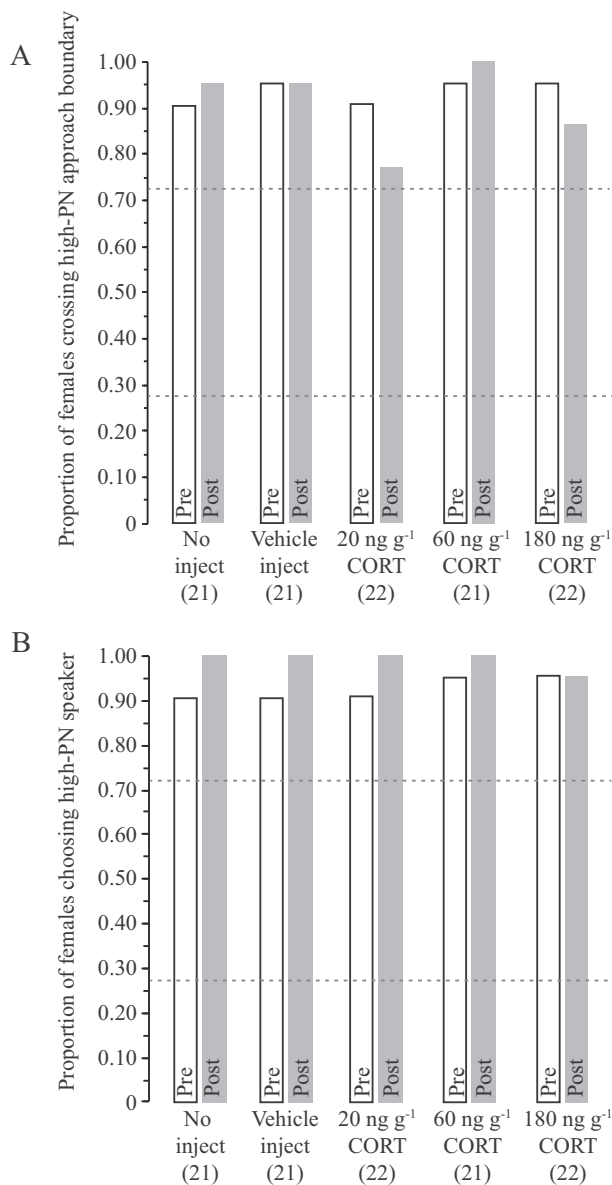 A
Proportion of females crossing high-PN approach boundary
1.00
0.90
0.80
0.70
0.60
0.50
0.40
0.30
0.20
0.10
0
Pre Post Pre Post Pre Post Pre Post Pre Post
No inject (21)
Vehicle inject (21)
20 ng g⁻¹ CORT (22)
60 ng g⁻¹ CORT (21)
180 ng g⁻¹ CORT (22)
B
Proportion of females choosing high-PN speaker
1.00
0.90
0.80
0.70
0.60
0.50
0.40
0.30
0.20
0.10
0
Pre Post Pre Post Pre Post Pre Post Pre Post
No inject (21)
Vehicle inject (21)
20 ng g⁻¹ CORT (22)
60 ng g⁻¹ CORT (21)
180 ng g⁻¹ CORT (22)